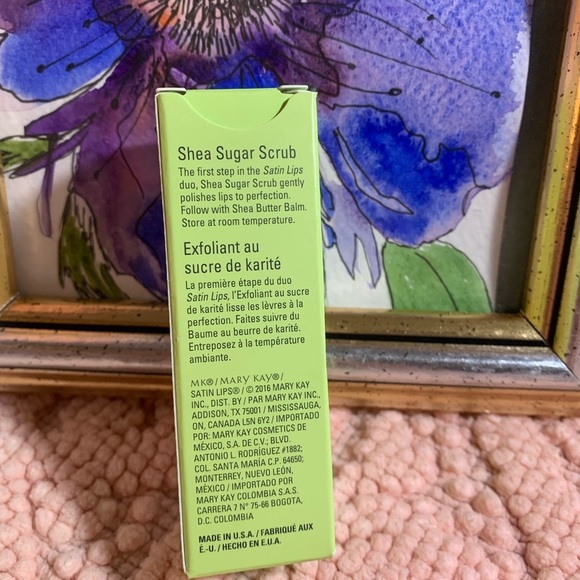 Shea Sugar Scrub
The first step in the Satin Lips
duo, Shea Sugar Scrub gently
polishes lips to perfection.
Follow with Shea Butter Balm.
Store at room temperature.
Exfoliant au
sucre de karité
La première étape du duo
Satin Lips, l'Exfoliant au sucre
de karité lisse les lèvres à la
perfection. Faites suivre du
Baume au beurre de karité.
Entreposez à la température
ambiante.
MK®/MARY KAY®/
SATIN LIPS®/©2016 MARY KAY
INC., DIST. BY / PAR MARY KAY INC.,
ADDISON, TX 75001 / MISSISSAUGA,
ON, CANADA L5N 6Y2 / IMPORTADO
POR: MARY KAY COSMETICS DE
MÉXICO, S.A. DE C.V.; BLVD.
ANTONIO L. RODRÍGUEZ #1882;
COL. SANTA MARÍA C.P. 64650;
MONTERREY, NUEVO LEÓN,
MÉXICO / IMPORTADO POR
MARY KAY COLOMBIA S.A.S.
CARRERA 7 N° 75-66 BOGOTA,
D.C. COLOMBIA
MADE IN U.S.A. / FABRIQUÉ AUX
É.-U. / HECHO EN E.U.A.